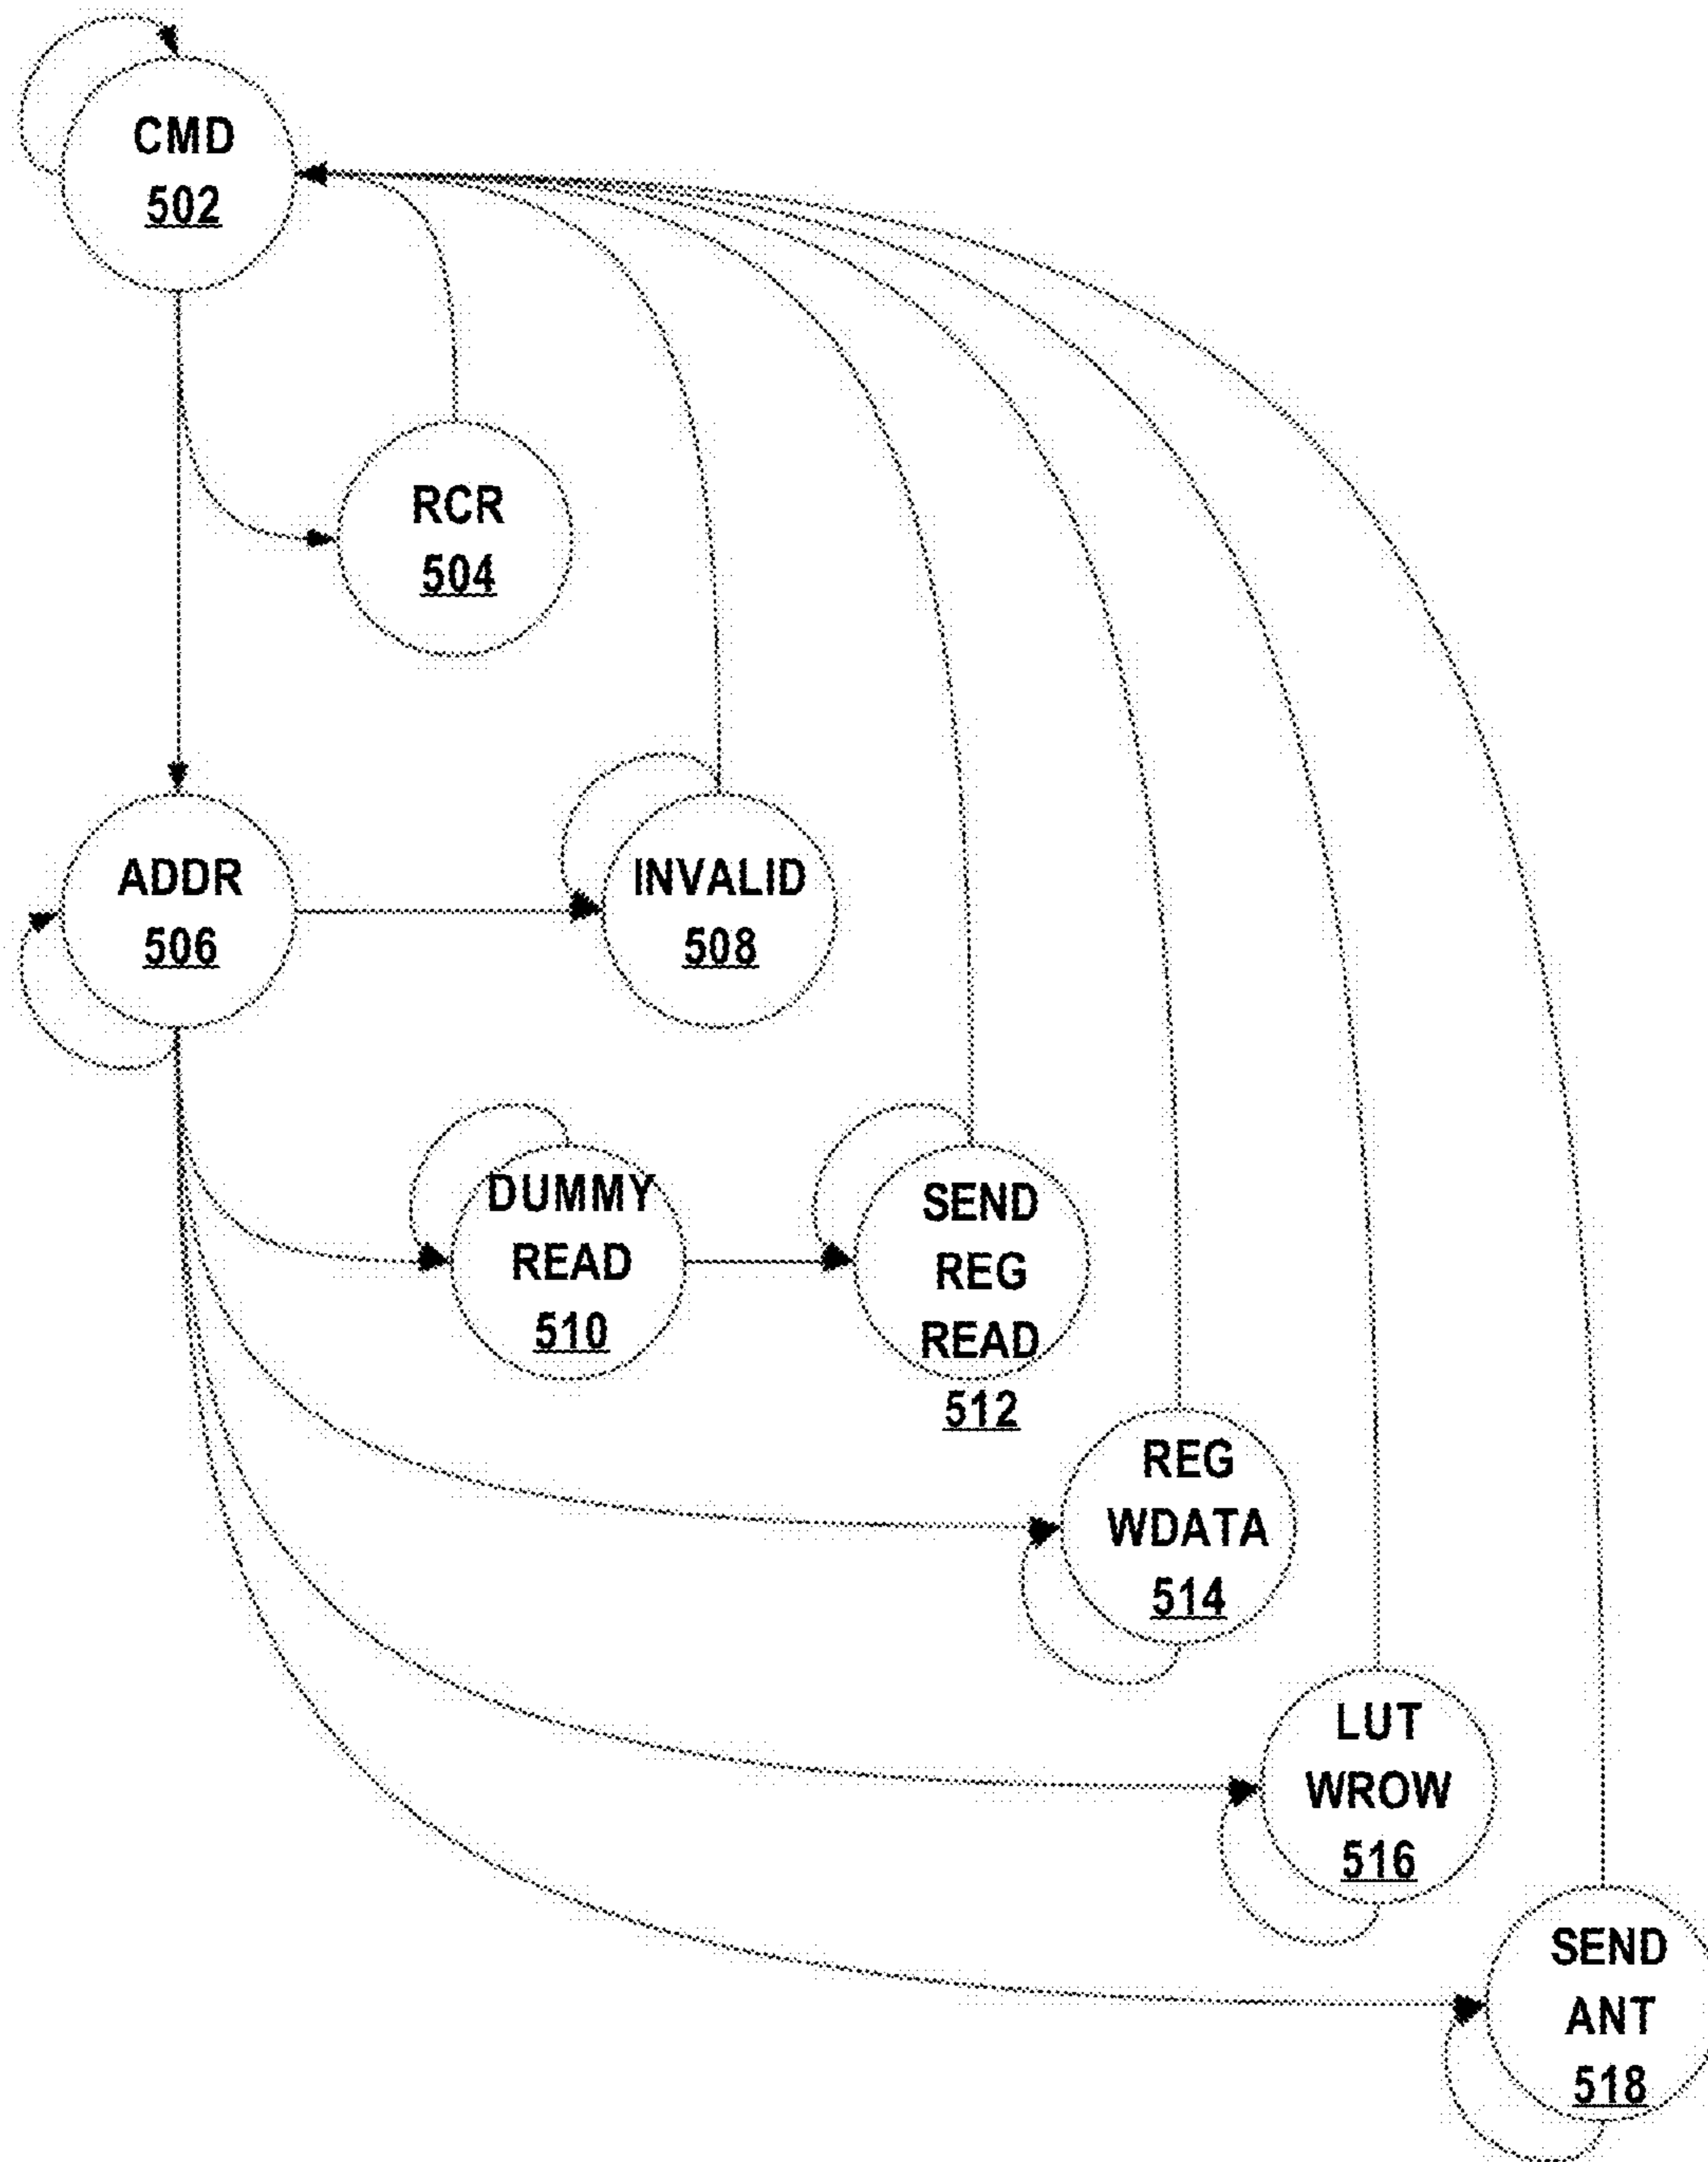 CMD
502
RCR
504
ADDR
506
INVALID
508
DUMMY
READ
510
SEND
REG
READ
512
REG
WDATA
514
LUT
WROW
516
SEND
ANT
518